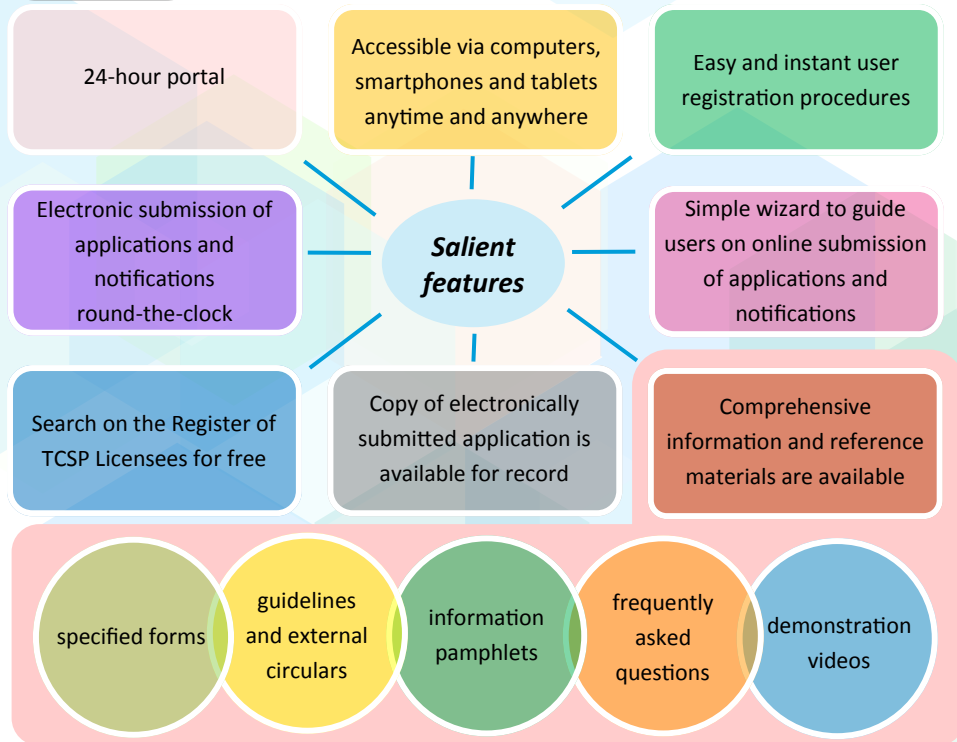 24-hour portal
Accessible via computers,
smartphones and tablets
anytime and anywhere
Easy and instant user
registration procedures
Electronic submission of
applications and
notifications
round-the-clock
Salient
features
Simple wizard to guide
users on online submission
of applications and
notifications
Search on the Register of
TCSP Licensees for free
Copy of electronically
submitted application is
available for record
Comprehensive
information and reference
materials are available
specified forms
guidelines
and external
circulars
information
pamphlets
frequently
asked
questions
demonstration
videos